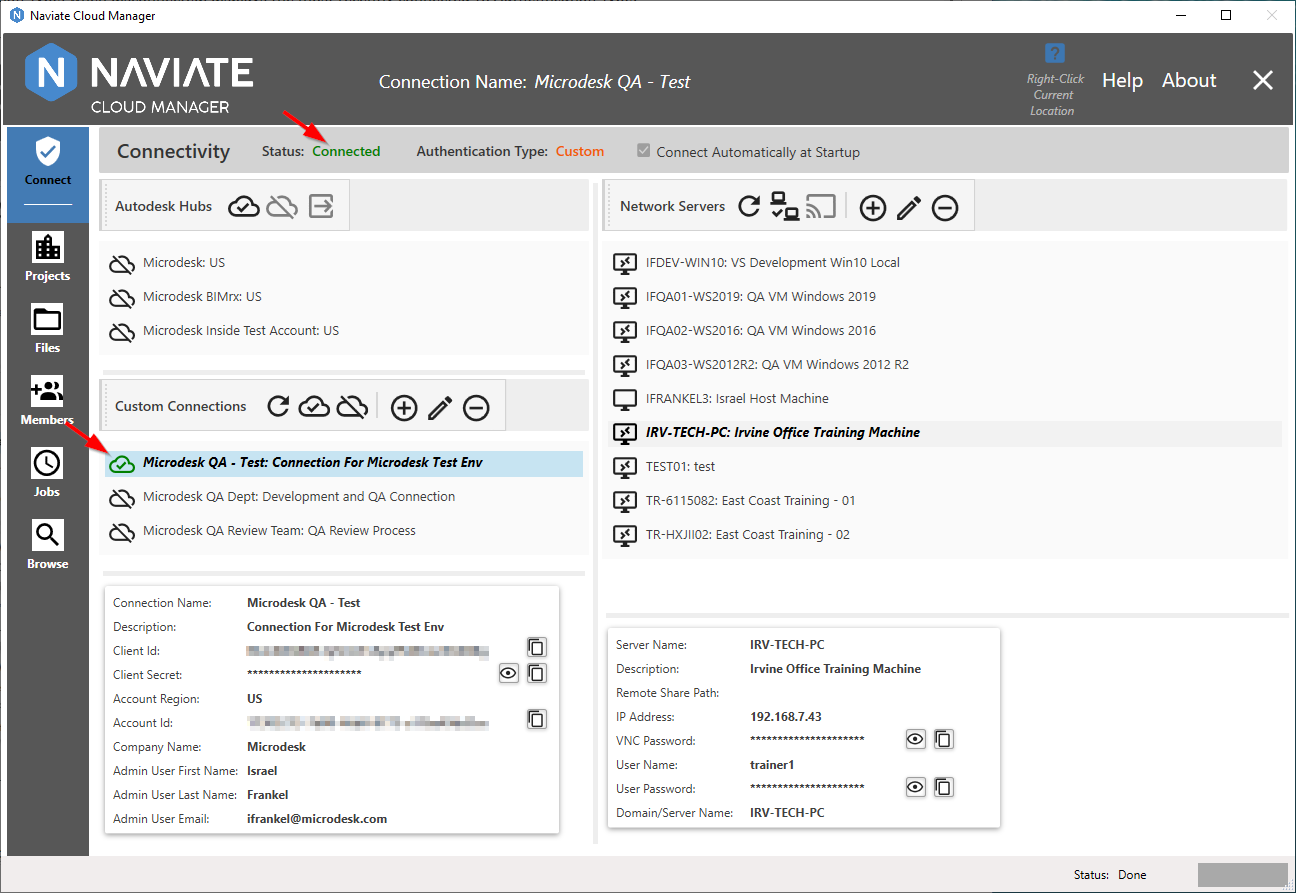 Naviate Cloud Manager
N NAVIATE
CLOUD MANAGER
Connection Name: Microdesk QA - Test
?
Right-Click
Current
Location
Help
About
Connect
Projects
Files
Members
Jobs
Browse
Connectivity
Status: Connected
Authentication Type: Custom
Connect Automatically at Startup
Autodesk Hubs
Microdesk: US
Microdesk BIMrx: US
Microdesk Inside Test Account: US
Custom Connections
Microdesk QA - Test: Connection For Microdesk Test Env
Microdesk QA Dept: Development and QA Connection
Microdesk QA Review Team: QA Review Process
Connection Name: Microdesk QA - Test
Description: Connection For Microdesk Test Env
Client Id:
Client Secret: *********************
Account Region: US
Account Id:
Company Name: Microdesk
Admin User First Name: Israel
Admin User Last Name: Frankel
Admin User Email: ifrankel@microdesk.com
Network Servers
IFDEV-WIN10: VS Development Win10 Local
IFQA01-WS2019: QA VM Windows 2019
IFQA02-WS2016: QA VM Windows 2016
IFQA03-WS2012R2: QA VM Windows 2012 R2
IFRANKEL3: Israel Host Machine
IRV-TECH-PC: Irvine Office Training Machine
TEST01: test
TR-6115082: East Coast Training - 01
TR-HXJII02: East Coast Training - 02
Server Name: IRV-TECH-PC
Description: Irvine Office Training Machine
Remote Share Path:
IP Address: 192.168.7.43
VNC Password: *********************
User Name: trainer1
User Password: *********************
Domain/Server Name: IRV-TECH-PC
Status: Done